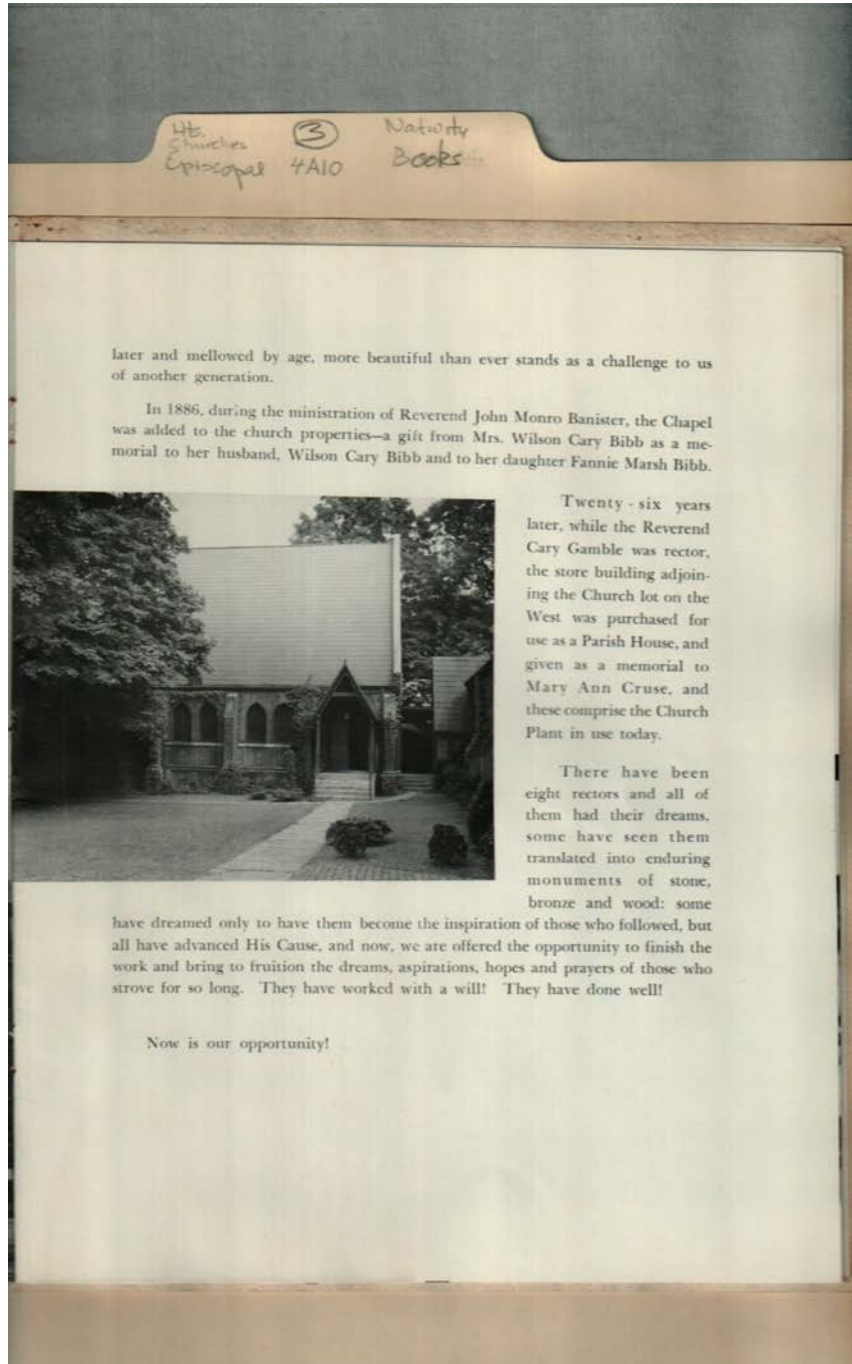 Ht.
Churches
Episcopal
3
4A10
Nativity
Books
later and mellowed by age, more beautiful than ever stands as a challenge to us
of another generation.
In 1886, during the ministration of Reverend John Monro Banister, the Chapel
was added to the church properties—a gift from Mrs. Wilson Cary Bibb as a me-
morial to her husband, Wilson Cary Bibb and to her daughter Fannie Marsh Bibb.
Twenty-six years
later, while the Reverend
Cary Gamble was rector,
the store building adjoin-
ing the Church lot on the
West was purchased for
use as a Parish House, and
given as a memorial to
Mary Ann Cruse, and
these comprise the Church
Plant in use today.
There have been
eight rectors and all of
them had their dreams,
some have seen them
translated into enduring
monuments of stone,
bronze and wood: some
have dreamed only to have them become the inspiration of those who followed, but
all have advanced His Cause, and now, we are offered the opportunity to finish the
work and bring to fruition the dreams, aspirations, hopes and prayers of those who
strove for so long. They have worked with a will! They have done well!
Now is our opportunity!